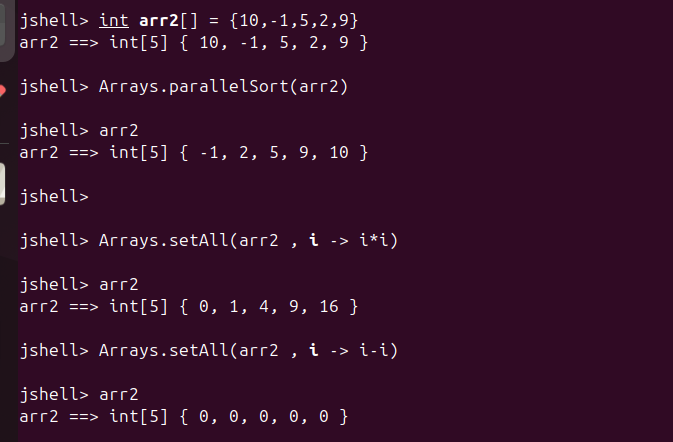 jshell> int arr2[] = {10,-1,5,2,9}
arr2 ==> int[5] { 10, -1, 5, 2, 9 }
jshell> Arrays.parallelSort(arr2)
jshell> arr2
arr2 ==> int[5] { -1, 2, 5, 9, 10 }
jshell>
jshell> Arrays.setAll(arr2 , i -> i*i)
jshell> arr2
arr2 ==> int[5] { 0, 1, 4, 9, 16 }
jshell> Arrays.setAll(arr2 , i -> i-i)
jshell> arr2
arr2 ==> int[5] { 0, 0, 0, 0, 0 }